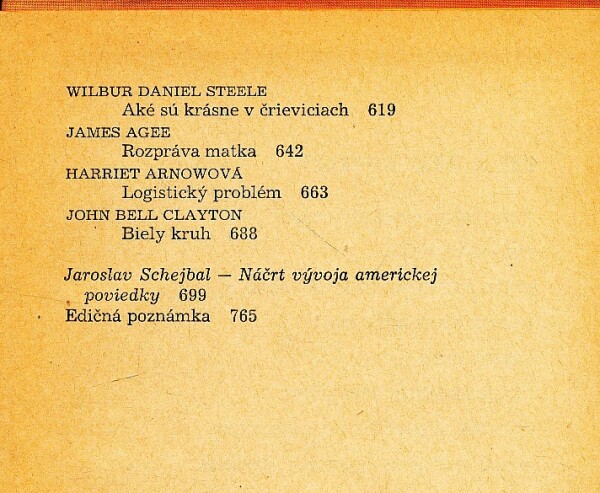 WILBUR DANIEL STEELE
Aké sú krásne v črieviciach 619
JAMES AGEE
Rozpráva matka 642
HARRIET ARNOWOVÁ
Logistický problém 663
JOHN BELL CLAYTON
Biely kruh 688
Jaroslav Schejbal — Náčrt vývoja americkej
poviedky 699
Edičná poznámka 765